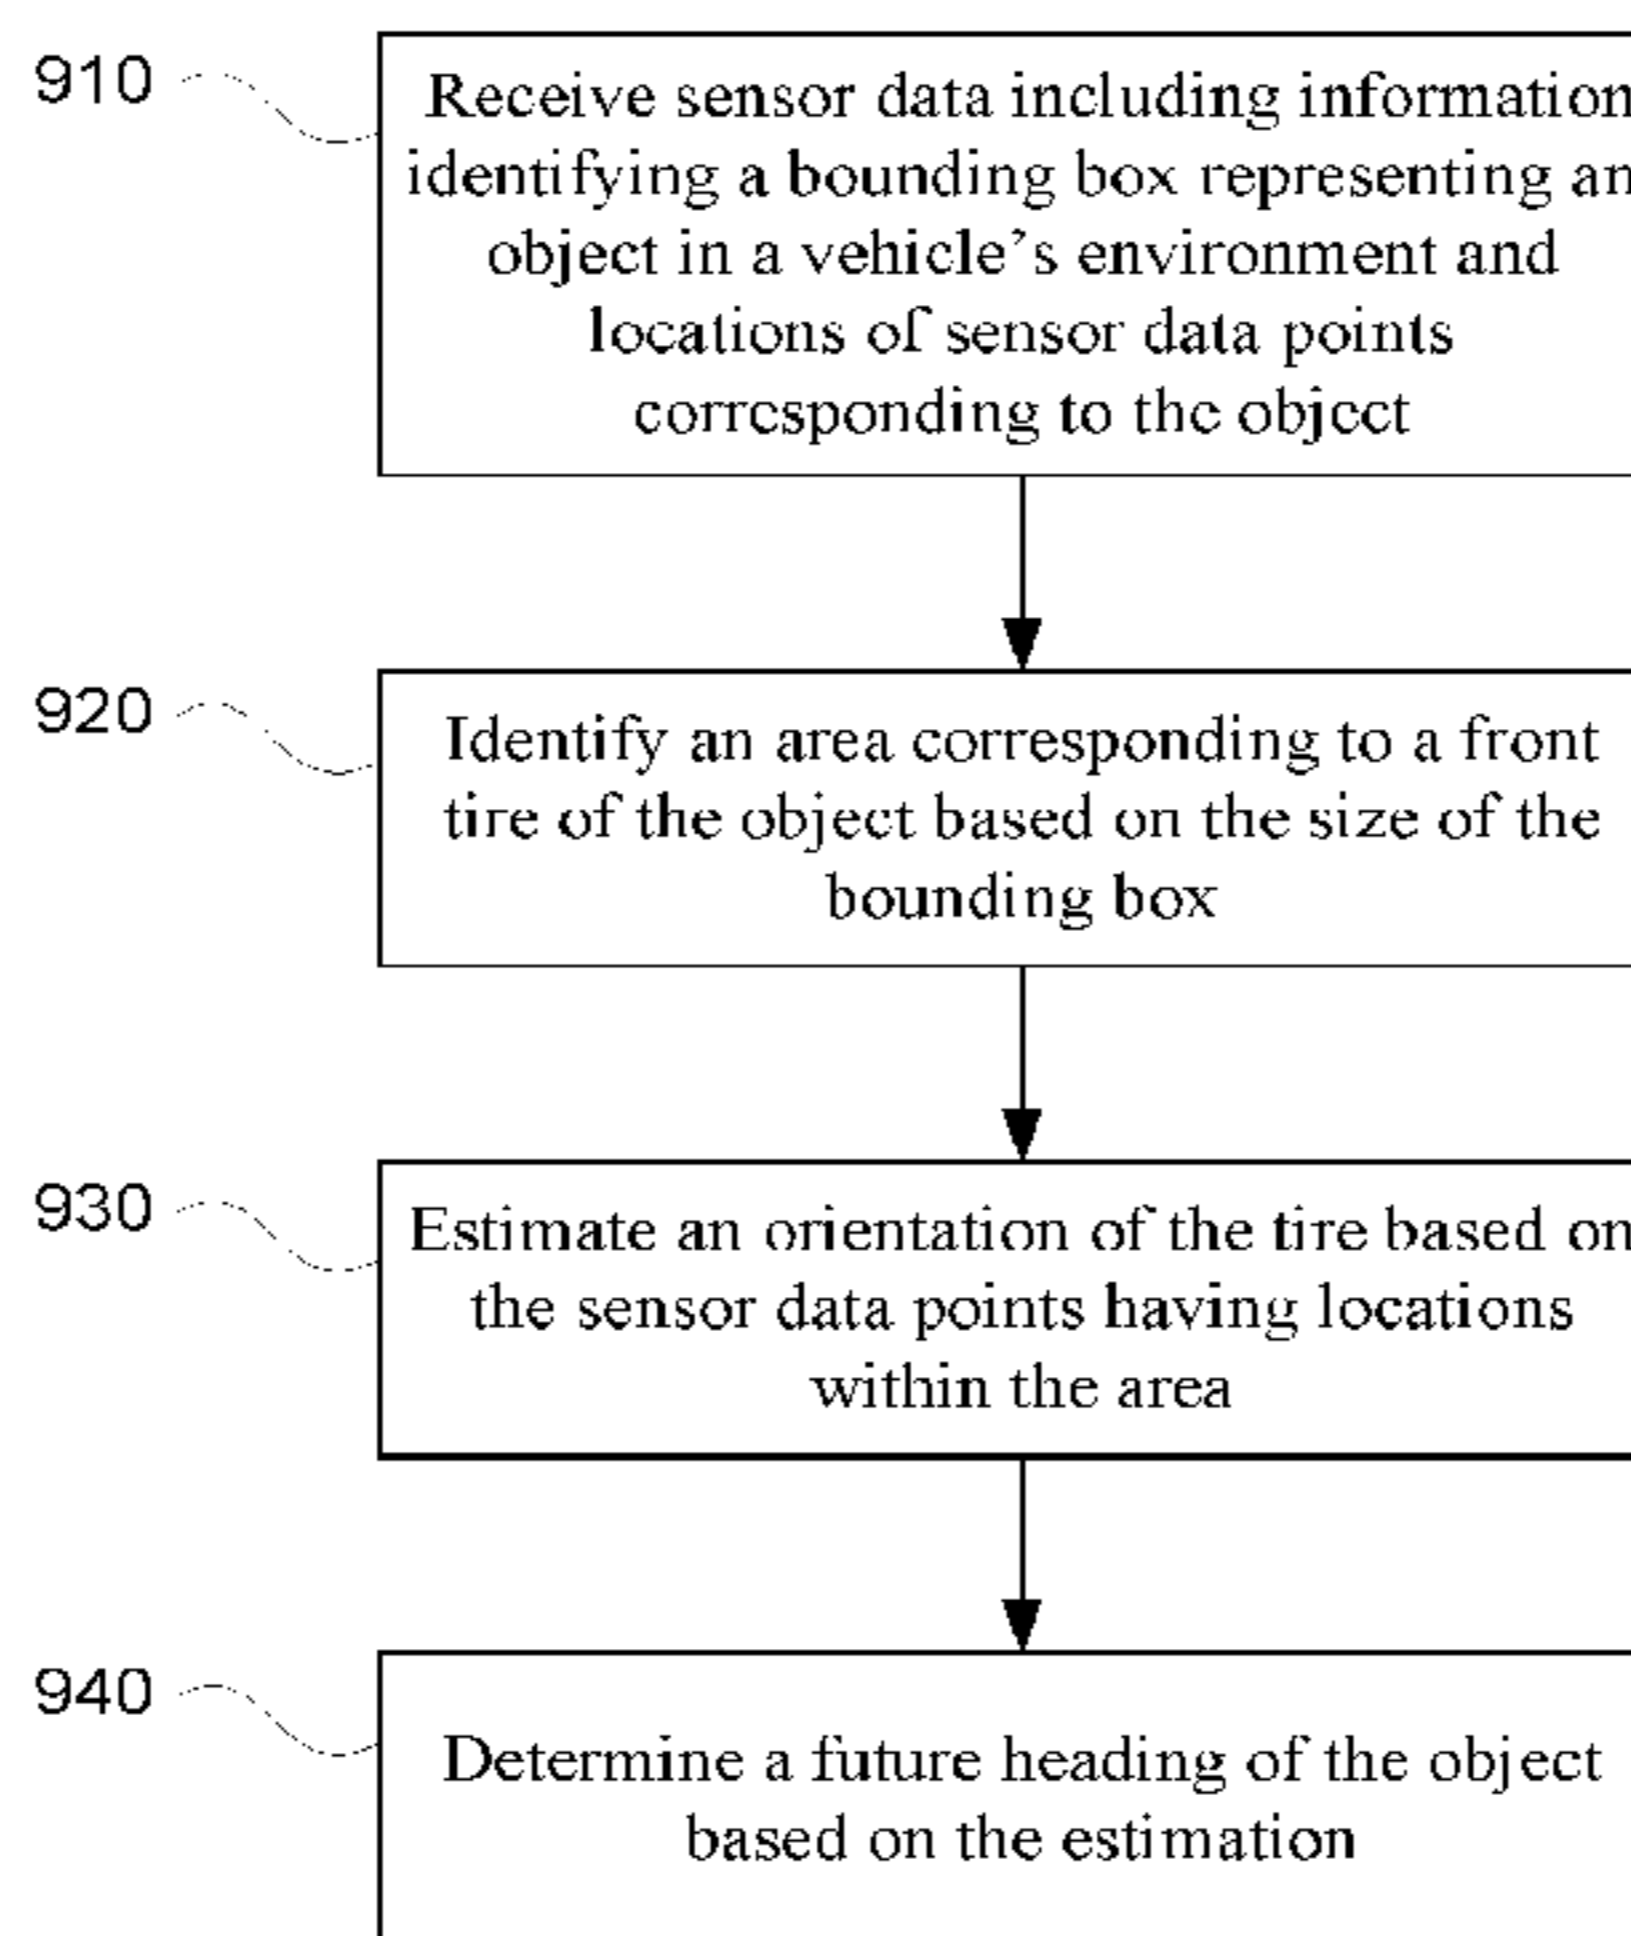 910
Receive sensor data including information
identifying a bounding box representing an
object in a vehicle's environment and
locations of sensor data points
corresponding to the object
920
Identify an area corresponding to a front
tire of the object based on the size of the
bounding box
930
Estimate an orientation of the tire based on
the sensor data points having locations
within the area
940
Determine a future heading of the object
based on the estimation